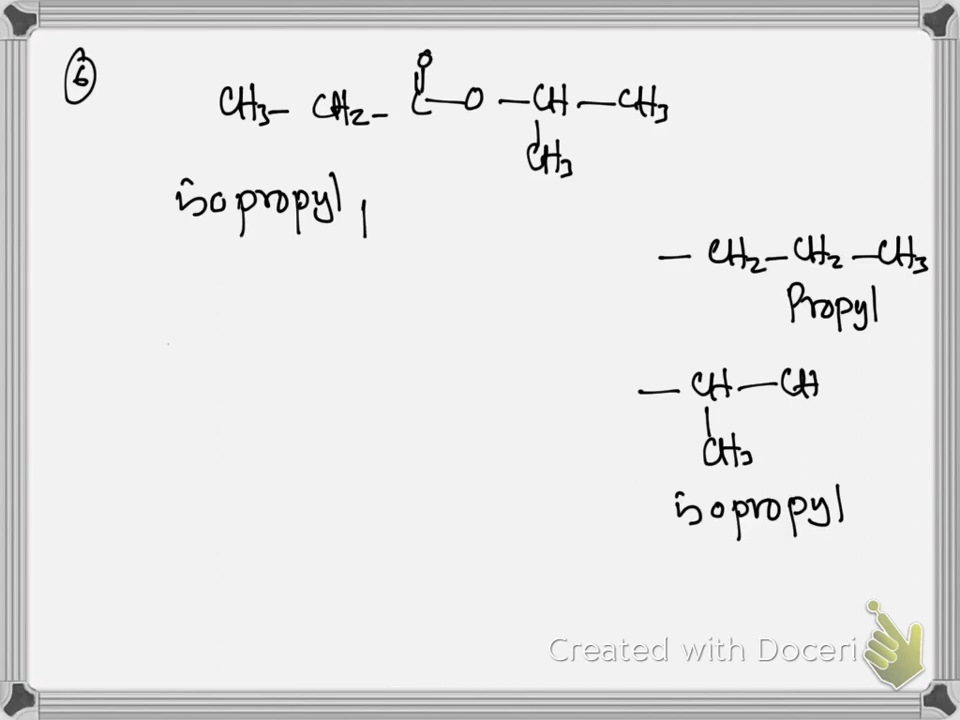 6
O
CH3- CH2- C-O-CH-CH3
CH3
isopropyl p
- CH2-CH2-CH3
Propyl
- CH-CH
CH3
isopropyl
Created with Doceri